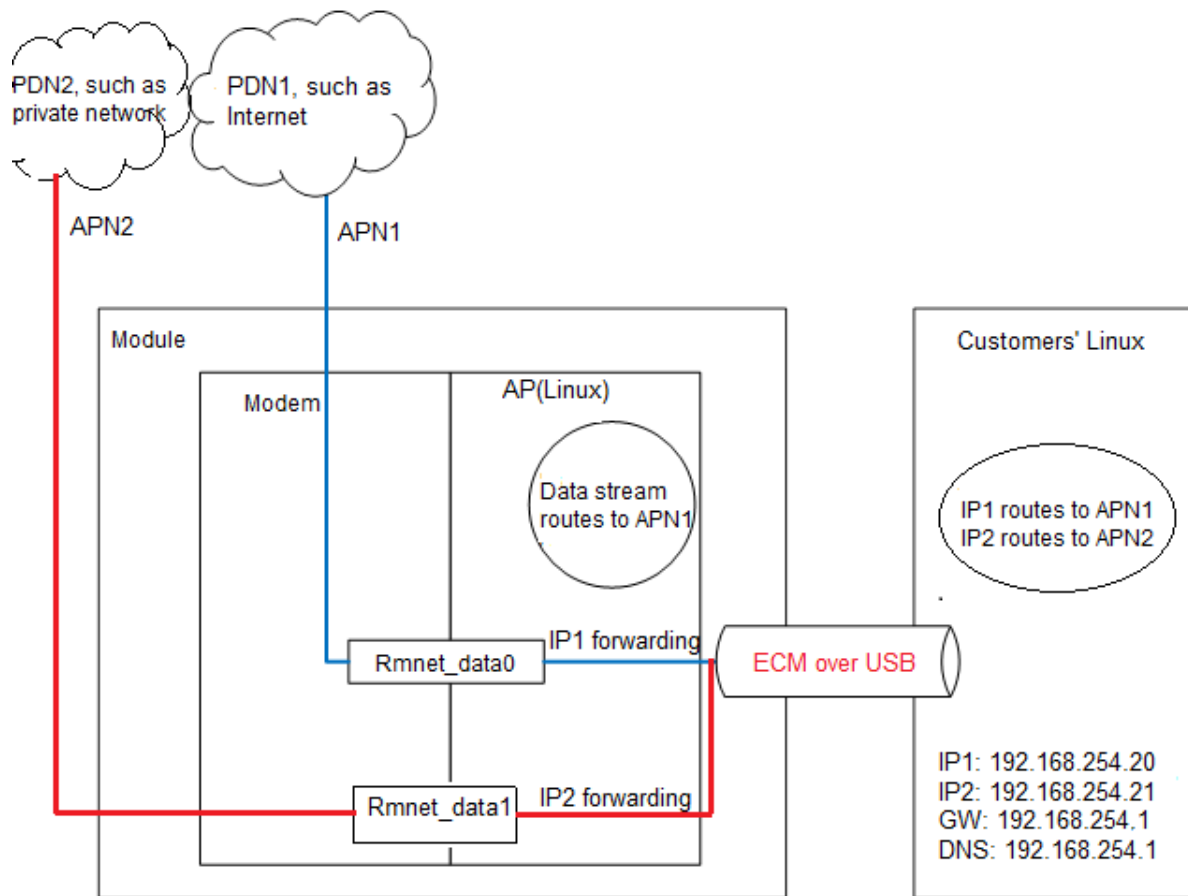 PDN2, such as
private network
PDN1, such as
Internet
APN2
APN1
Module
Modem
AP(Linux)
Data stream
routes to APN1
Customers' Linux
IP1 routes to APN1
IP2 routes to APN2
Rmnet_data0
IP1 forwarding
ECM over USB
Rmnet_data1
IP2 forwarding
IP1: 192.168.254.20
IP2: 192.168.254.21
GW: 192.168.254.1
DNS: 192.168.254.1